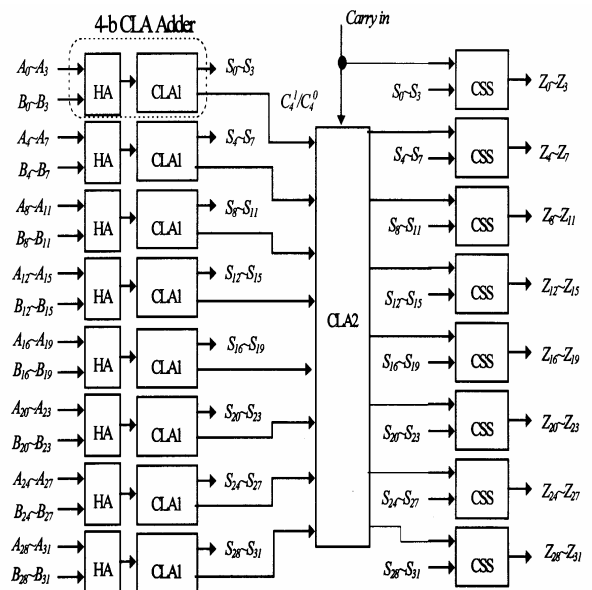 4-b CLA Adder
Carry in
A0~A3
B0~B3
HA
CLA1
S0~S3
C4^1/C4^0
S0~S3
CSS
Z0~Z3
A4~A7
B4~B7
HA
CLA1
S4~S7
S4~S7
CSS
Z4~Z7
A8~A11
B8~B11
HA
CLA1
S8~S11
S8~S11
CSS
Z8~Z11
A12~A15
B12~B15
HA
CLA1
S12~S15
S12~S15
CSS
Z12~Z15
CLA2
A16~A19
B16~B19
HA
CLA1
S16~S19
S16~S19
CSS
Z16~Z19
A20~A23
B20~B23
HA
CLA1
S20~S23
S20~S23
CSS
Z20~Z23
A24~A27
B24~B27
HA
CLA1
S24~S27
S24~S27
CSS
Z24~Z27
A28~A31
B28~B31
HA
CLA1
S28~S31
S28~S31
CSS
Z28~Z31